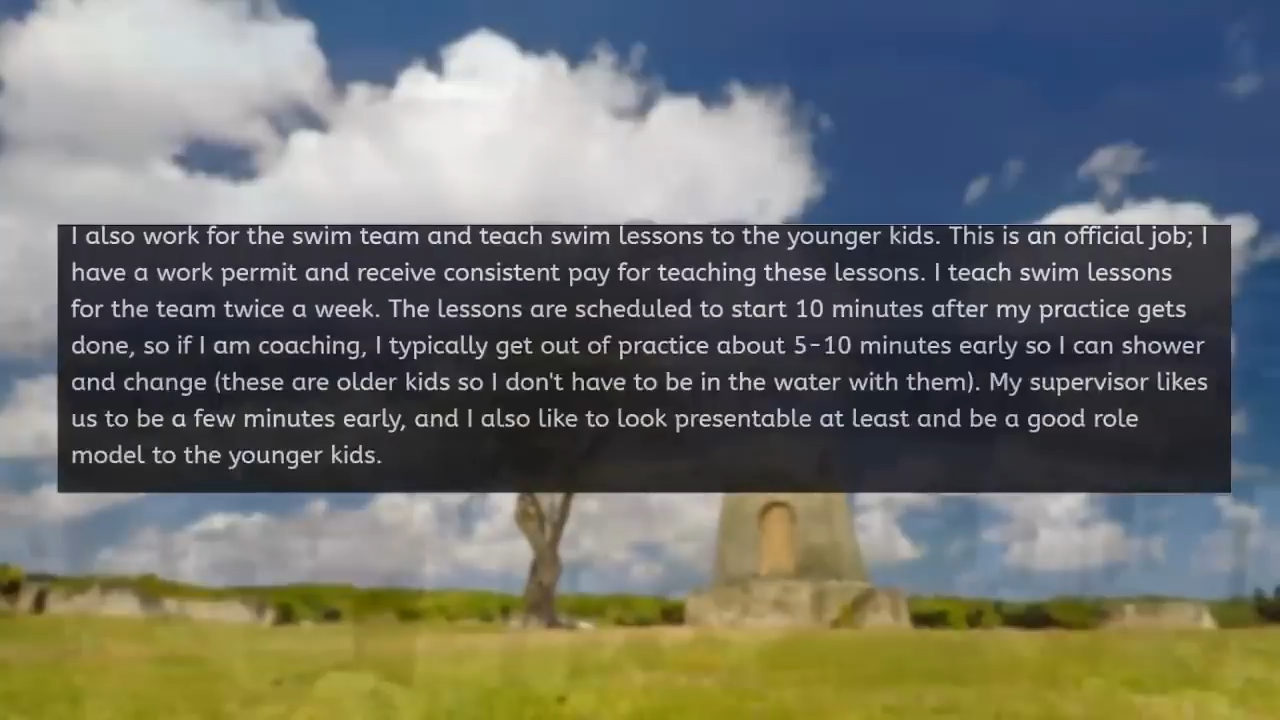 I also work for the swim team and teach swim lessons to the younger kids. This is an official job; I
have a work permit and receive consistent pay for teaching these lessons. I teach swim lessons
for the team twice a week. The lessons are scheduled to start 10 minutes after my practice gets
done, so if I am coaching, I typically get out of practice about 5-10 minutes early so I can shower
and change (these are older kids so I don't have to be in the water with them). My supervisor likes
us to be a few minutes early, and I also like to look presentable at least and be a good role
model to the younger kids.